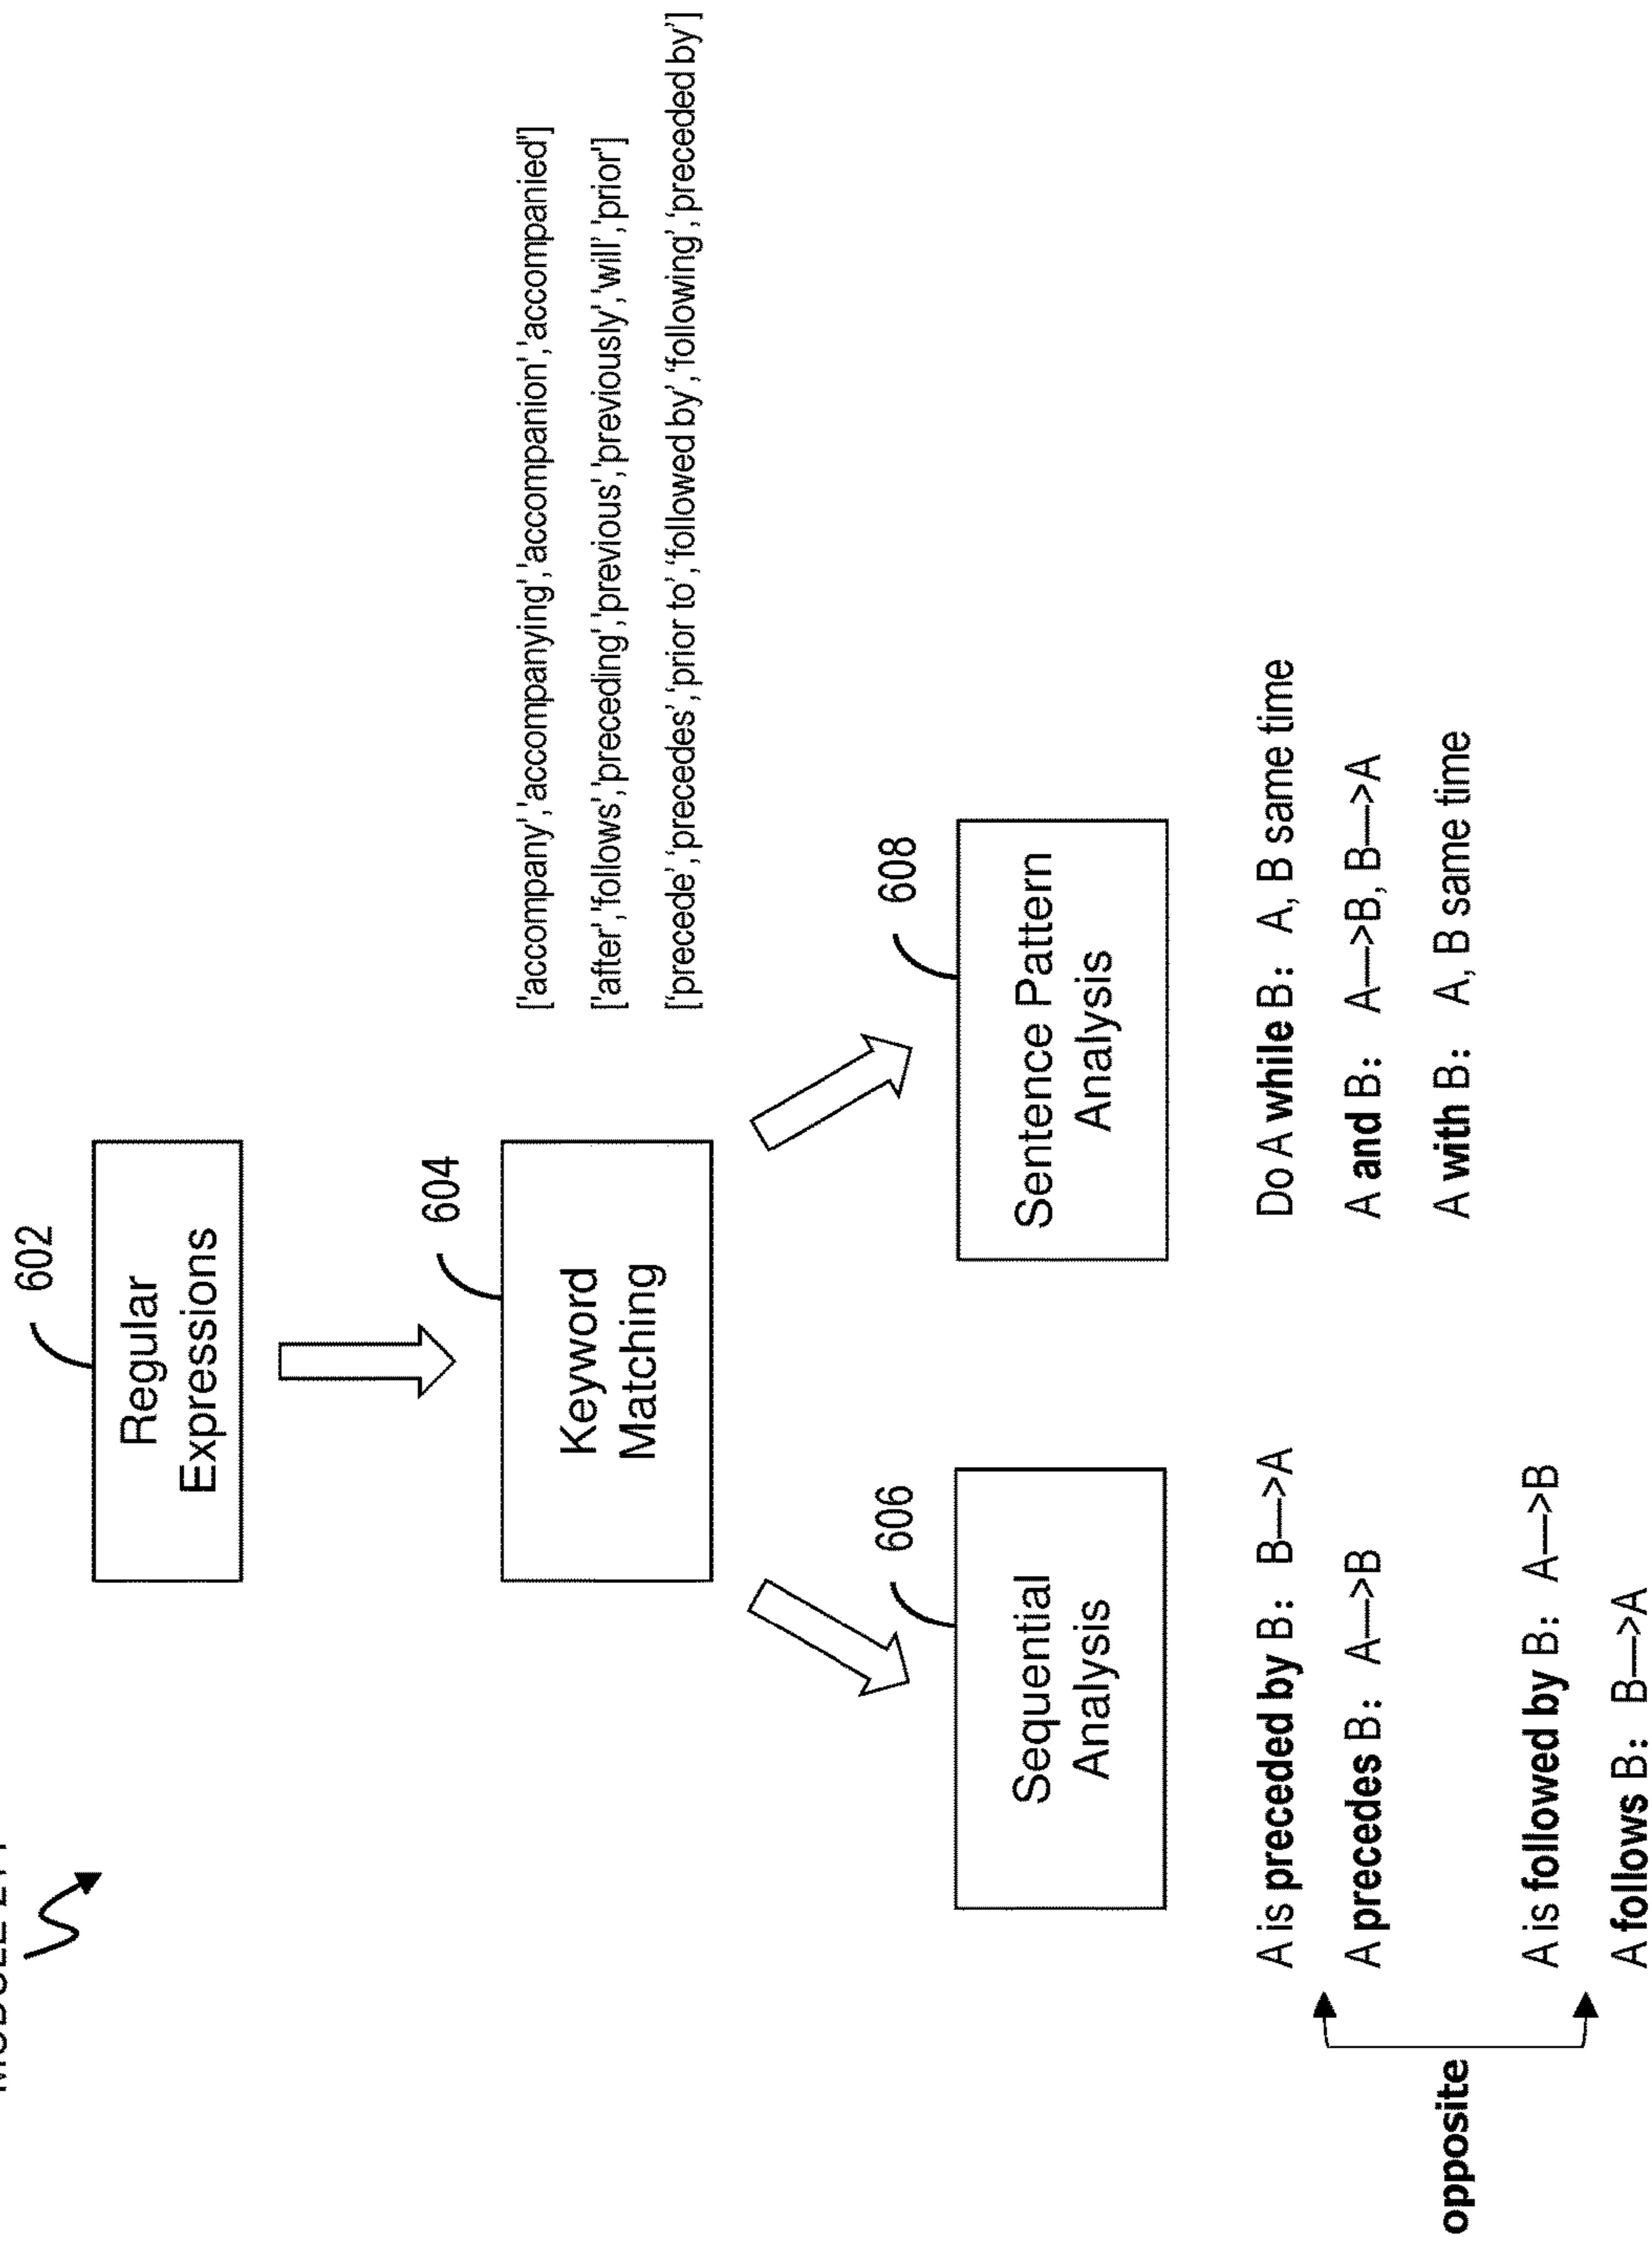 602
Regular
Expressions
604
Keyword
Matching
['accompany','accompanying','accompanion','accompanied']
['after','follows','preceding','previous','previously','will','prior']
['precede','precedes','prior to','followed by','following','preceded by']
606
Sequential
Analysis
608
Sentence Pattern
Analysis
A is preceded by B: B—>A
A precedes B: A—>B
A is followed by B: A—>B
A follows B: B—>A
opposite
Do A while B: A, B same time
A and B: A—>B, B—>A
A with B: A, B same time